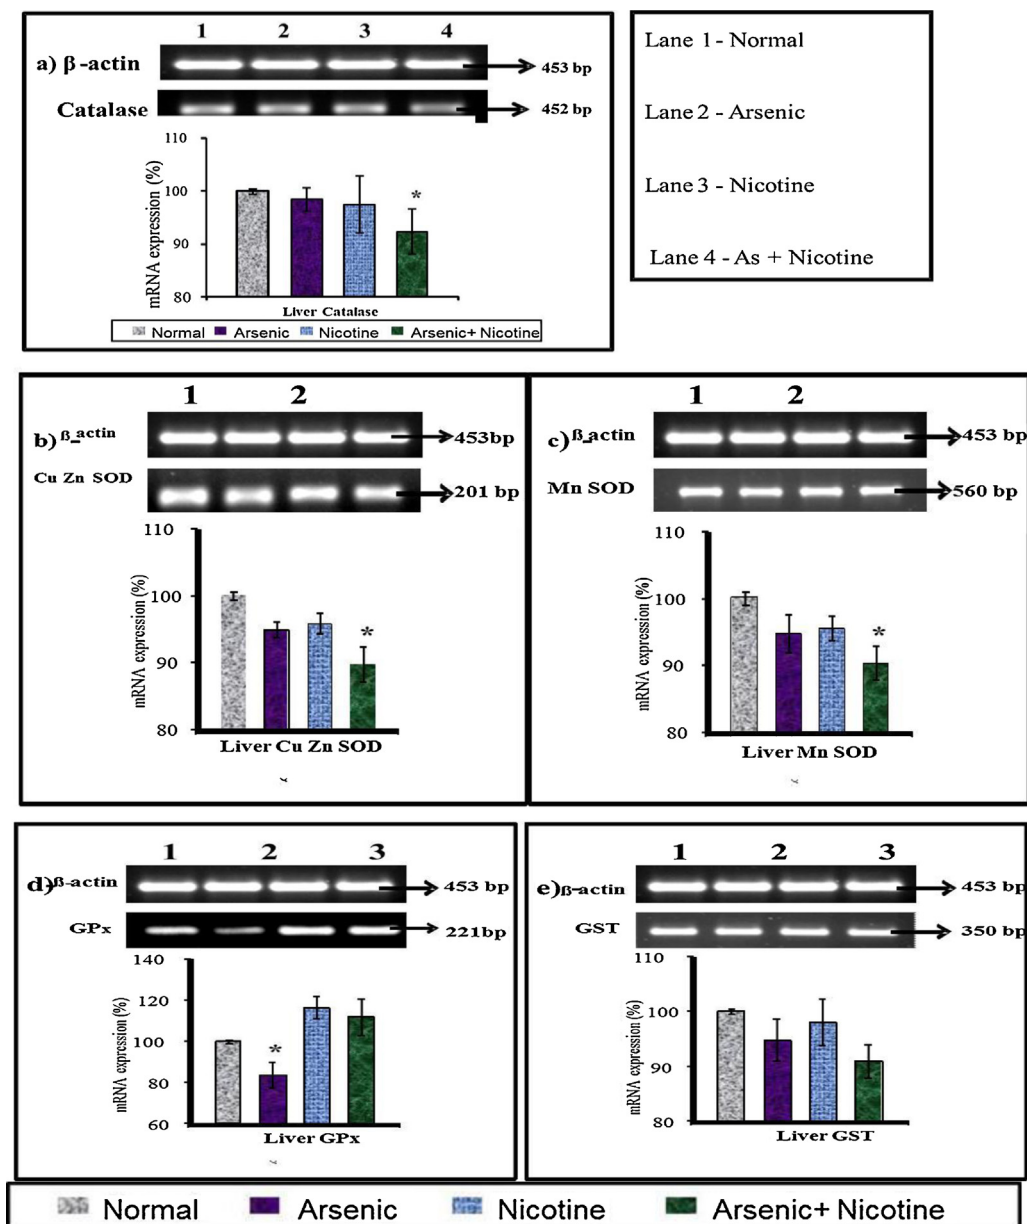 1 2 3 4
a) β -actin
453 bp
Catalase
452 bp
110
100
90
80
mRNA expression (%)
*
Liver Catalase
Normal Arsenic Nicotine Arsenic+ Nicotine
Lane 1 - Normal
Lane 2 - Arsenic
Lane 3 - Nicotine
Lane 4 - As + Nicotine
1 2
b) β-actin
453bp
Cu Zn SOD
201 bp
110
100
90
80
mRNA expression (%)
*
Liver Cu Zn SOD
1 2
c) β-actin
453 bp
Mn SOD
560 bp
110
100
90
80
mRNA expression (%)
*
Liver Mn SOD
1 2 3
d) β-actin
453 bp
GPx
221bp
140
120
100
80
60
mRNA expression (%)
*
Liver GPx
1 2 3
e) β-actin
453 bp
GST
350 bp
110
100
90
80
mRNA expression (%)
Liver GST
Normal Arsenic Nicotine Arsenic+ Nicotine